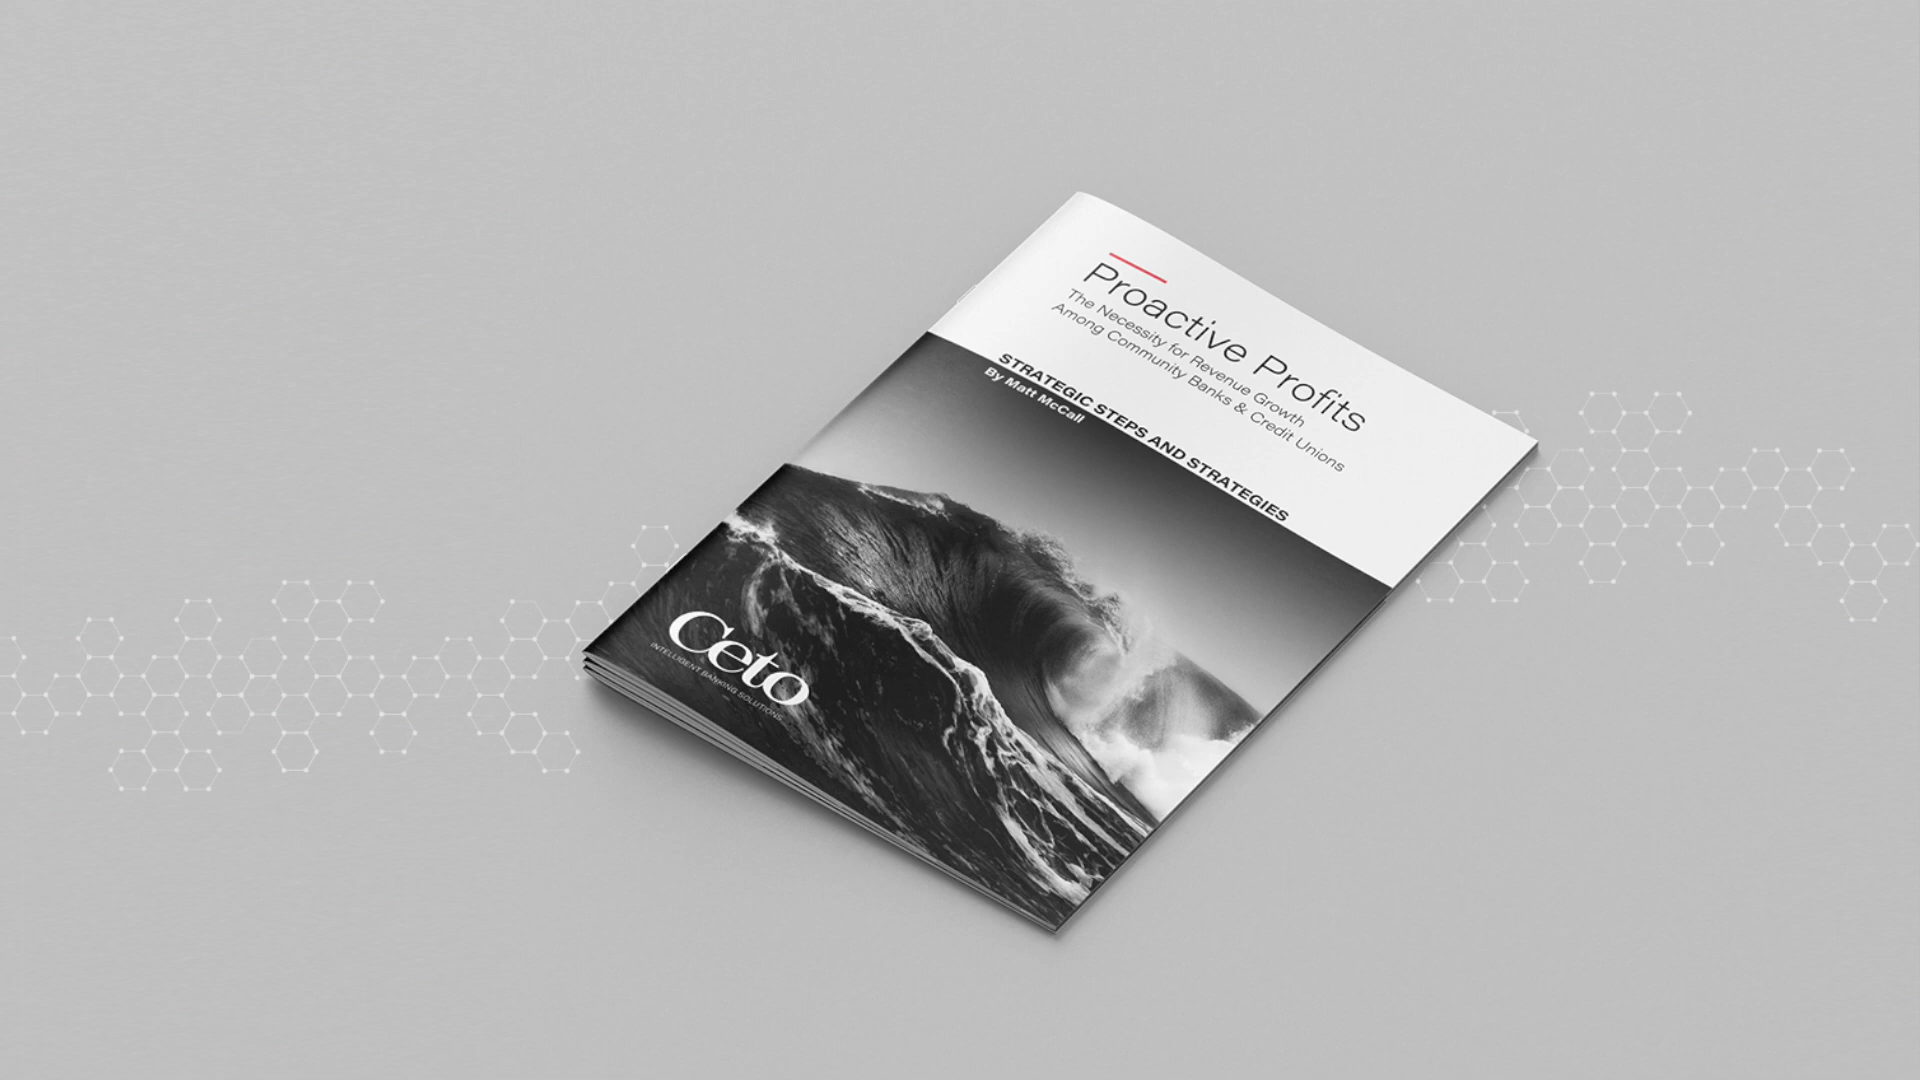 Proactive Profits
The Necessity for Revenue Growth
Among Community Banks & Credit Unions
STRATEGIC STEPS AND STRATEGIES
By Matt McCall
Ceto
INTELLIGENT BANKING SOLUTIONS